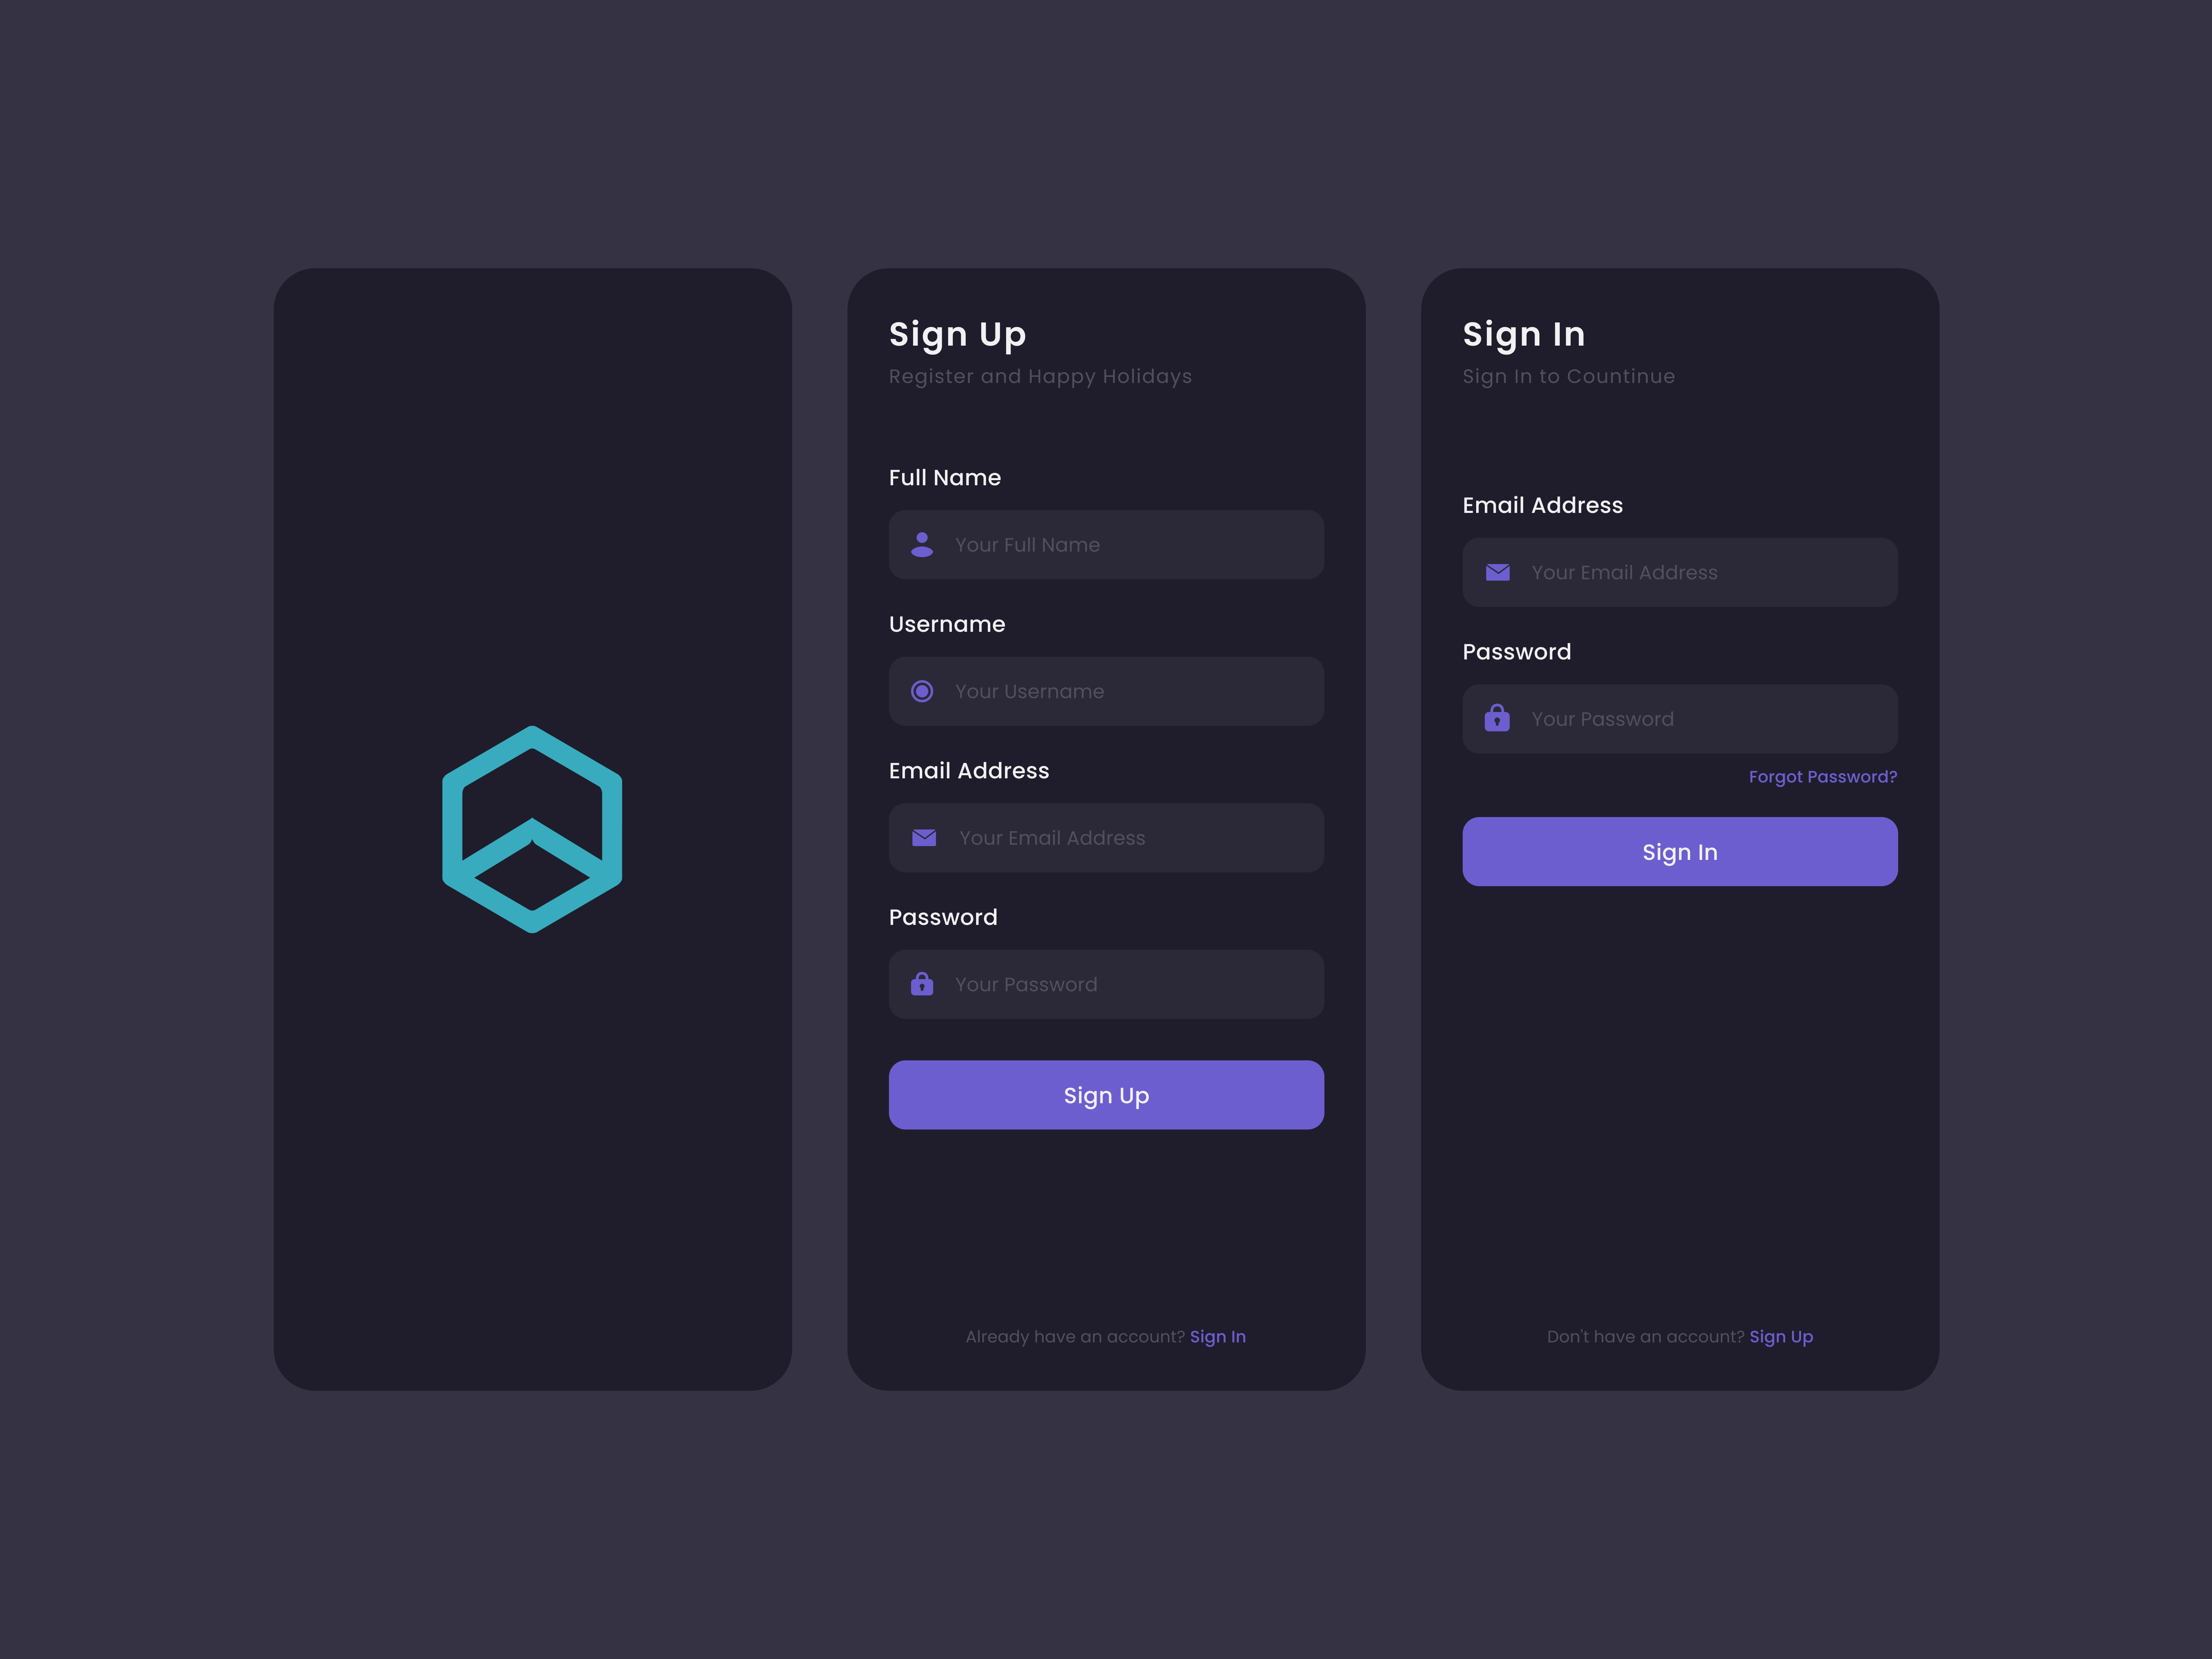 Sign Up
Register and Happy Holidays
Full Name
Your Full Name
Username
Your Username
Email Address
Your Email Address
Password
Your Password
Sign Up
Already have an account? Sign In
Sign In
Sign In to Countinue
Email Address
Your Email Address
Password
Your Password
Forgot Password?
Sign In
Don't have an account? Sign Up